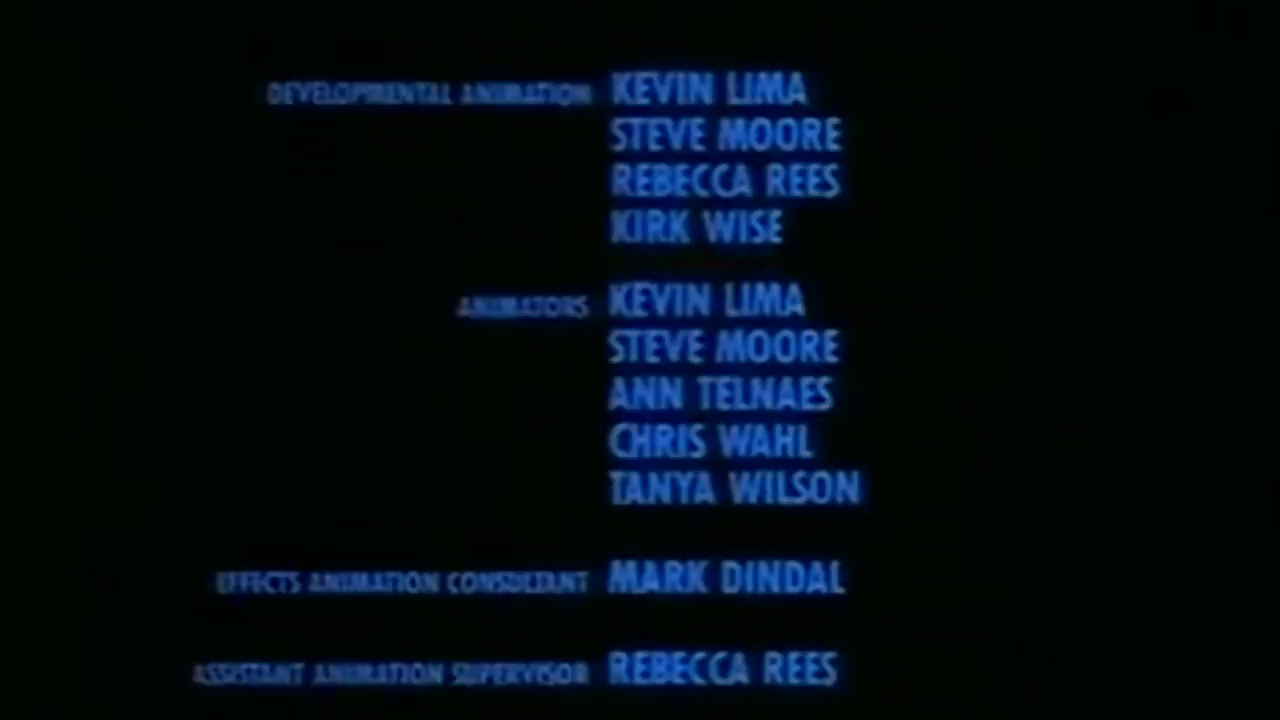 DEVELOPMENTAL ANIMATION KEVIN LIMA
STEVE MOORE
REBECCA REES
KIRK WISE
ANIMATORS KEVIN LIMA
STEVE MOORE
ANN TELNAES
CHRIS WAHL
TANYA WILSON
EFFECTS ANIMATION CONSULTANT MARK DINDAL
ASSISTANT ANIMATION SUPERVISOR REBECCA REES